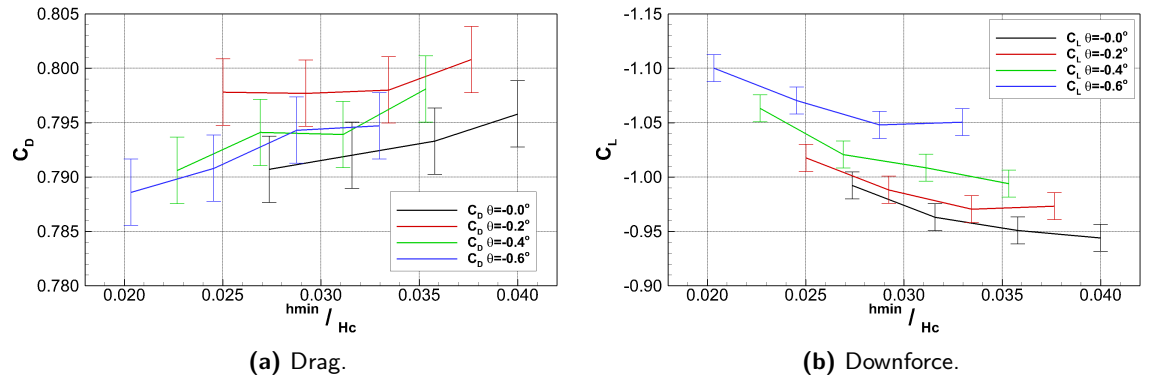 0.805
0.800
0.795
0.790
0.785
0.780
C_D
0.020 0.025 0.030 0.035 0.040
hmin / Hc
C_D θ=-0.0°
C_D θ=-0.2°
C_D θ=-0.4°
C_D θ=-0.6°
(a) Drag.
-1.15
-1.10
-1.05
-1.00
-0.95
-0.90
C_L
0.020 0.025 0.030 0.035 0.040
hmin / Hc
C_L θ=-0.0°
C_L θ=-0.2°
C_L θ=-0.4°
C_L θ=-0.6°
(b) Downforce.